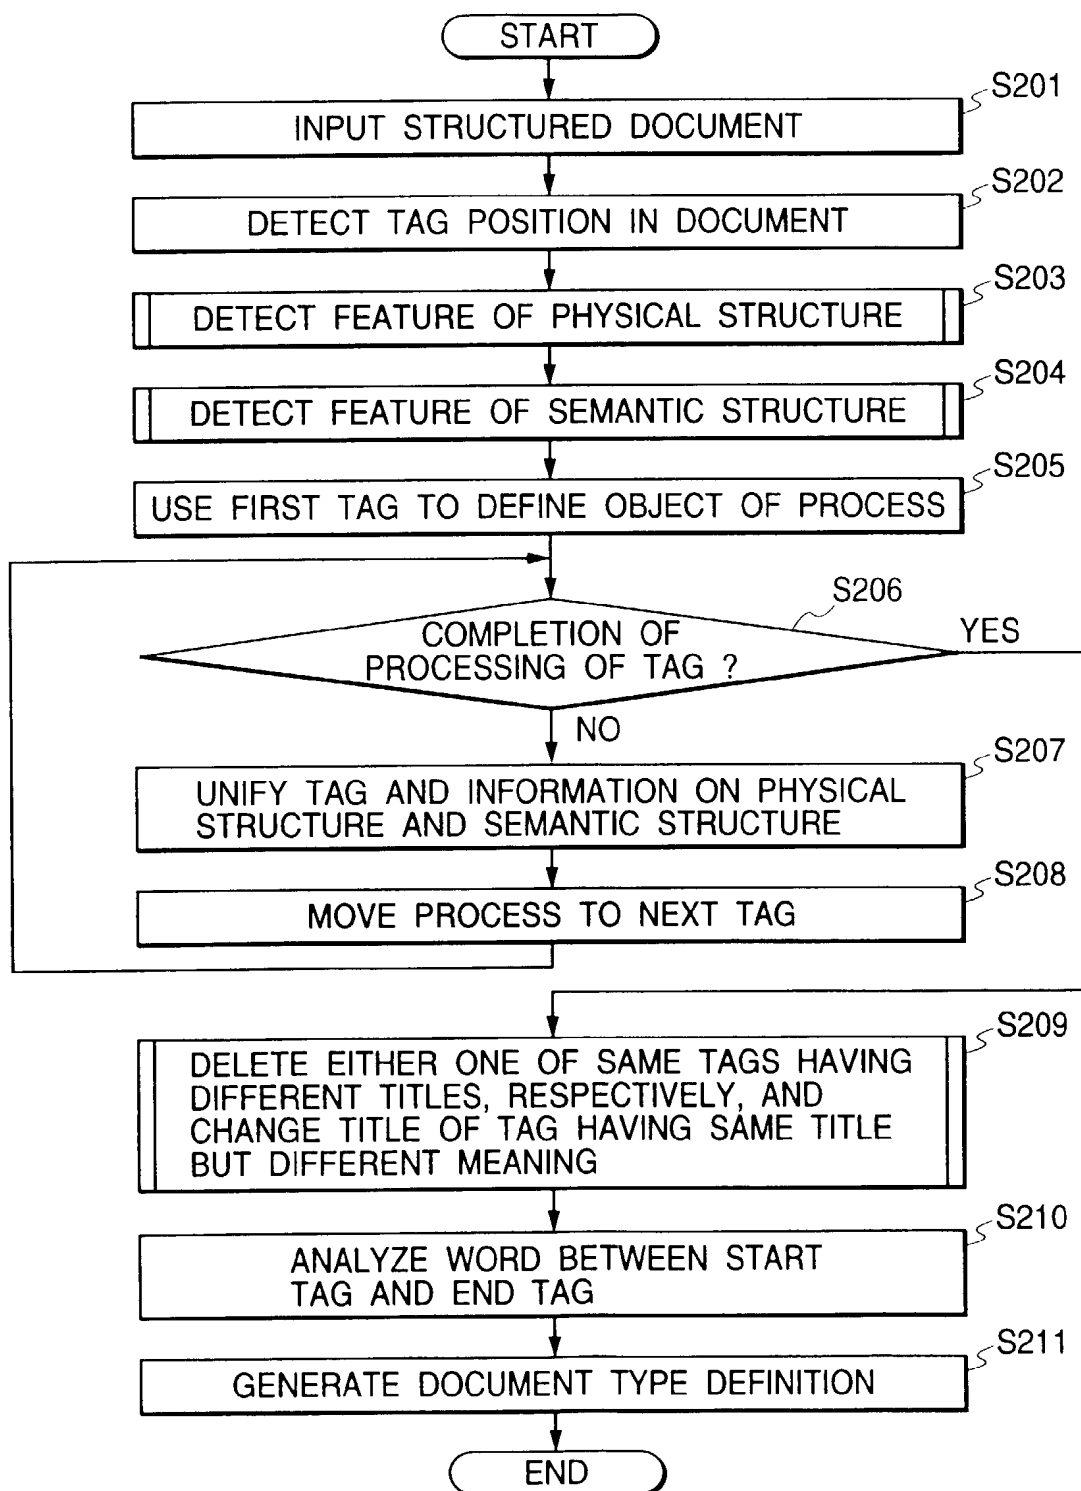 START
S201
INPUT STRUCTURED DOCUMENT
S202
DETECT TAG POSITION IN DOCUMENT
S203
DETECT FEATURE OF PHYSICAL STRUCTURE
S204
DETECT FEATURE OF SEMANTIC STRUCTURE
S205
USE FIRST TAG TO DEFINE OBJECT OF PROCESS
S206
COMPLETION OF
PROCESSING OF TAG ?
YES
NO
S207
UNIFY TAG AND INFORMATION ON PHYSICAL
STRUCTURE AND SEMANTIC STRUCTURE
S208
MOVE PROCESS TO NEXT TAG
S209
DELETE EITHER ONE OF SAME TAGS HAVING
DIFFERENT TITLES, RESPECTIVELY, AND
CHANGE TITLE OF TAG HAVING SAME TITLE
BUT DIFFERENT MEANING
S210
ANALYZE WORD BETWEEN START
TAG AND END TAG
S211
GENERATE DOCUMENT TYPE DEFINITION
END